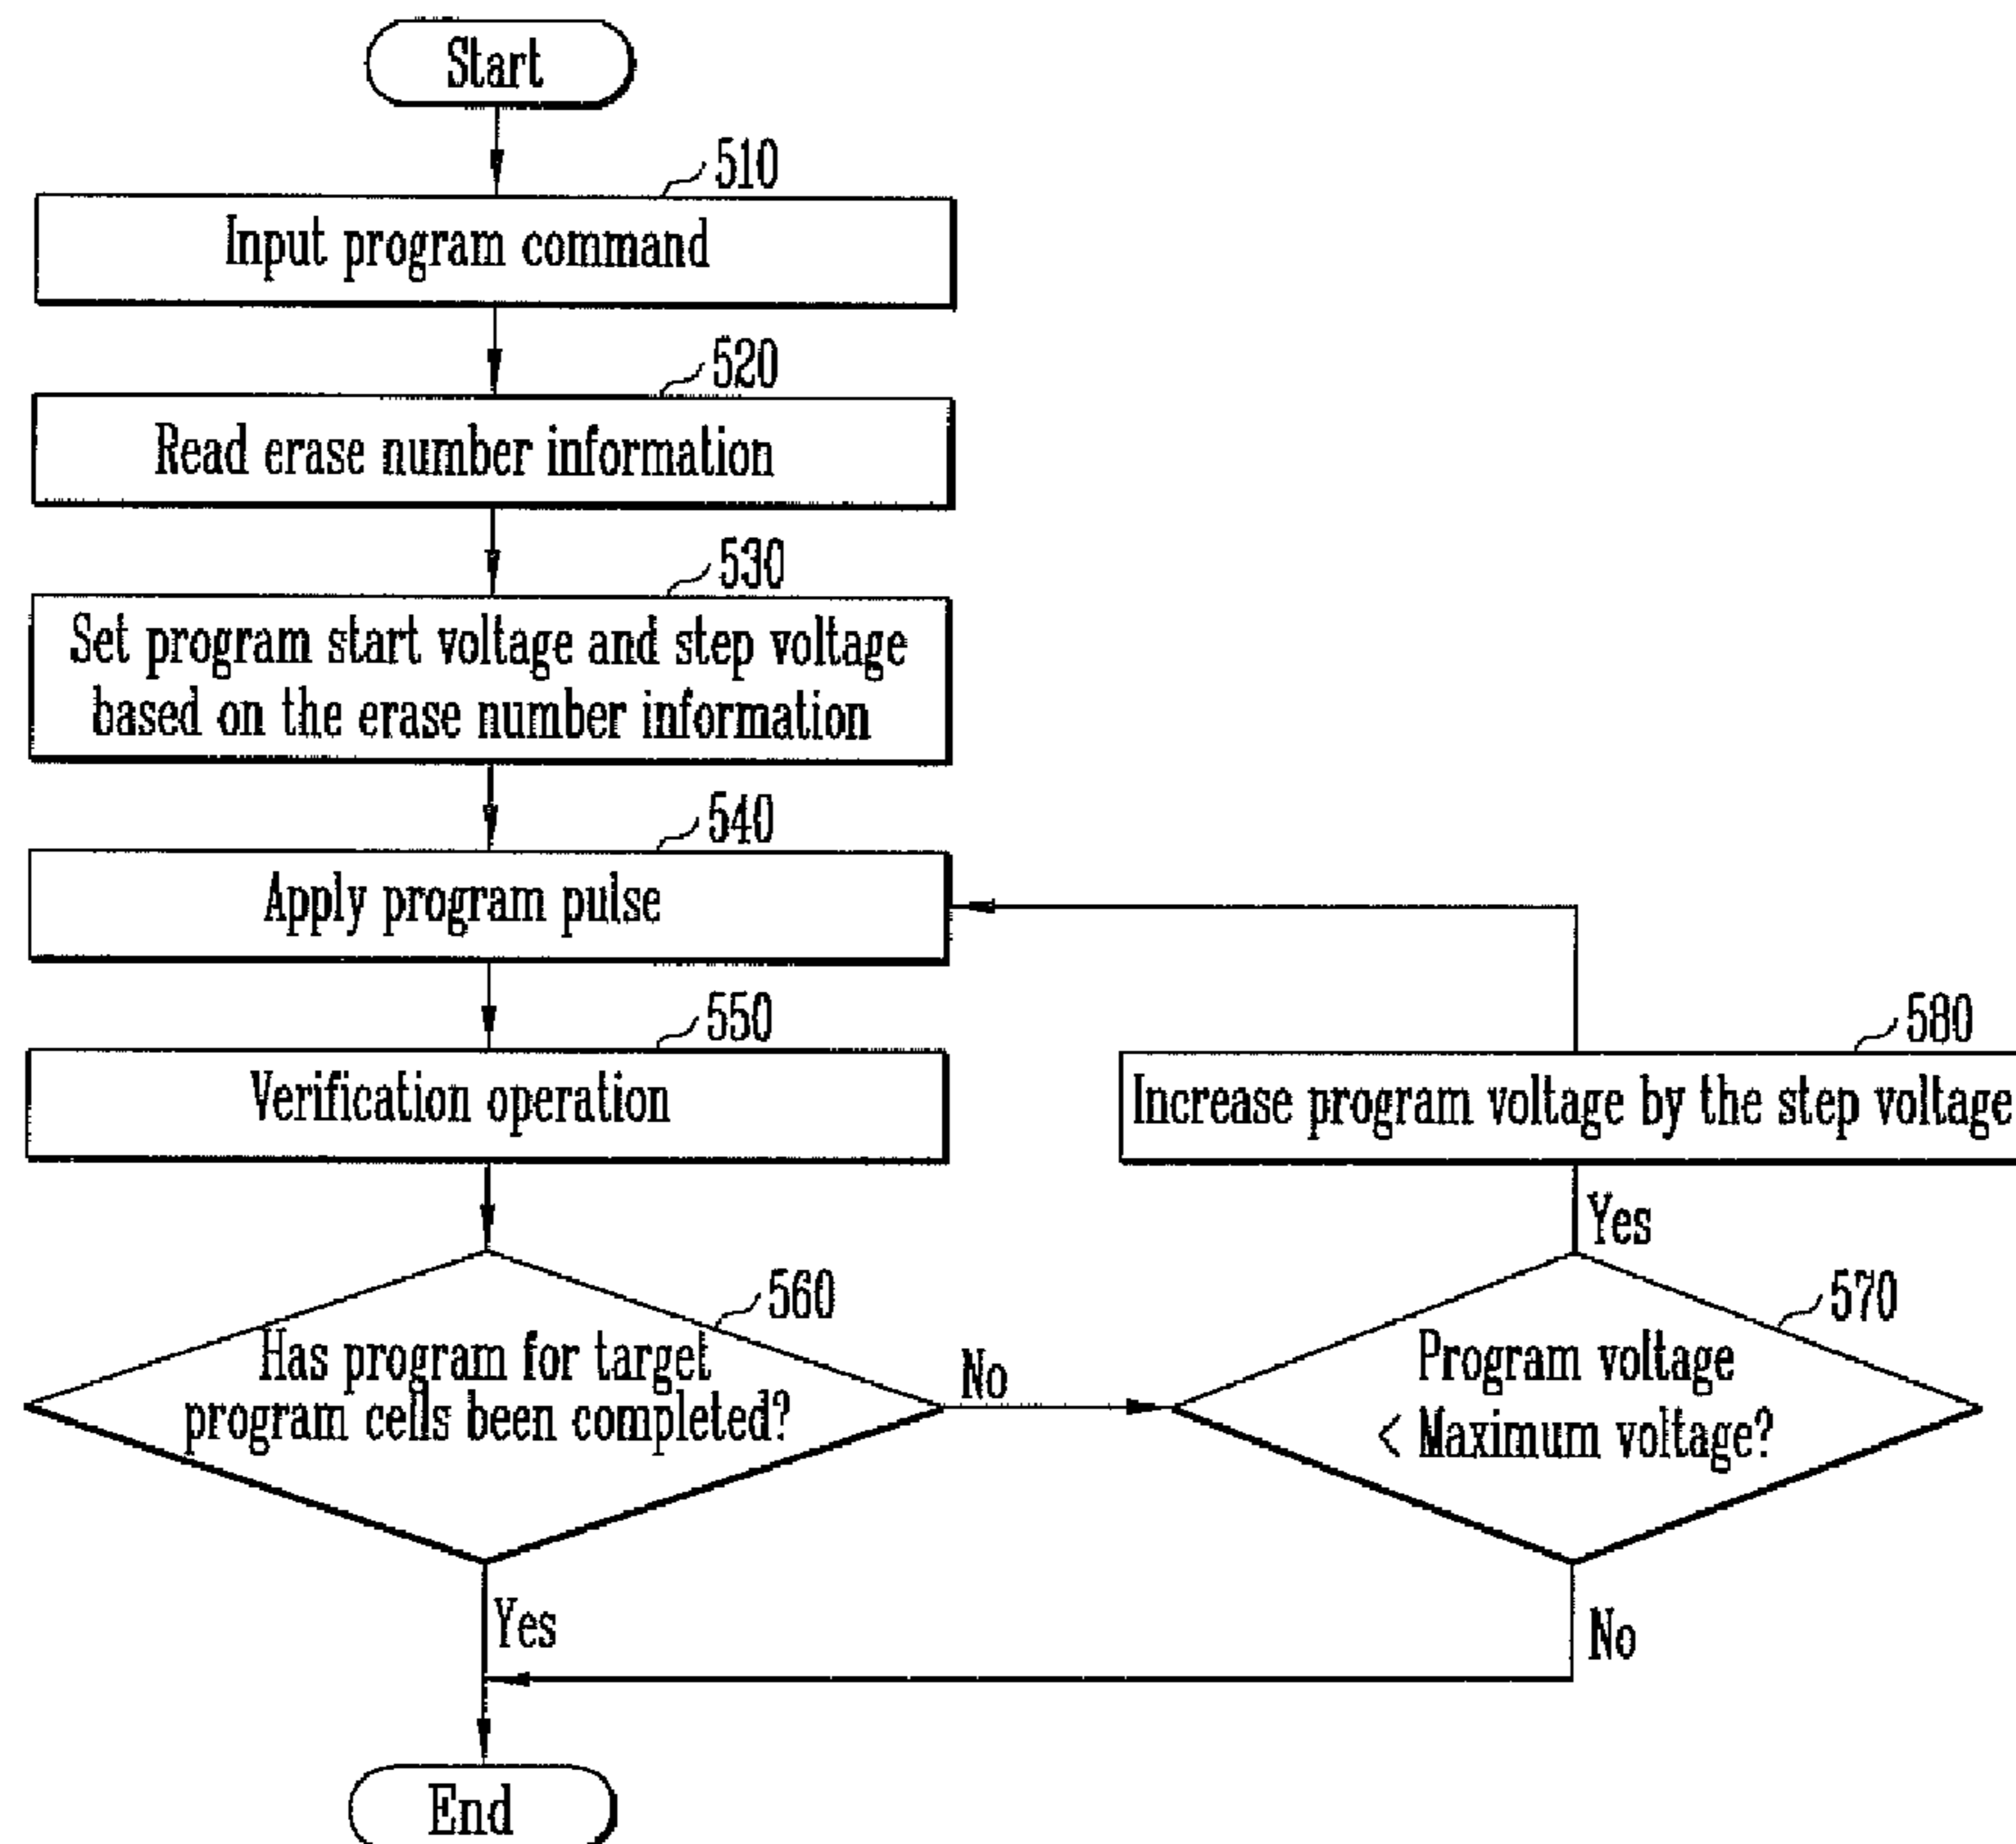 Start
510
Input program command
520
Read erase number information
530
Set program start voltage and step voltage
based on the erase number information
540
Apply program pulse
550
Verification operation
580
Increase program voltage by the step voltage
Yes
560
Has program for target
program cells been completed?
No
570
Program voltage
< Maximum voltage?
Yes
No
End